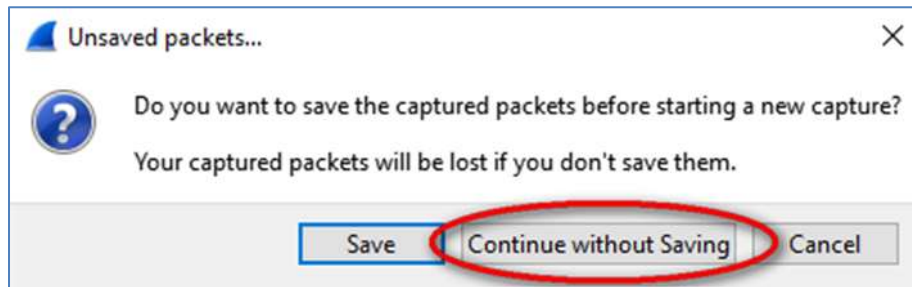 Unsaved packets...
Do you want to save the captured packets before starting a new capture?
Your captured packets will be lost if you don't save them.
Save Continue without Saving Cancel